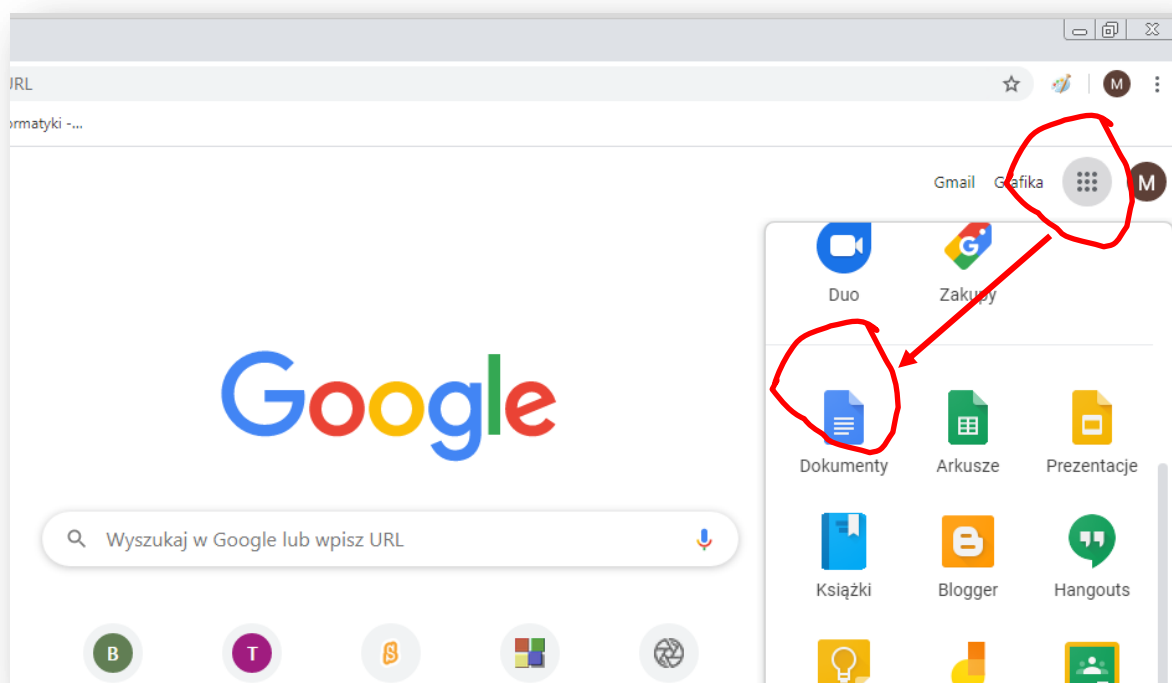 URL
ormatyki -...
M
Gmail Grafika
M
Duo Zakupy
Google
Dokumenty Arkusze Prezentacje
Wyszukaj w Google lub wpisz URL
Książki Blogger Hangouts
B T